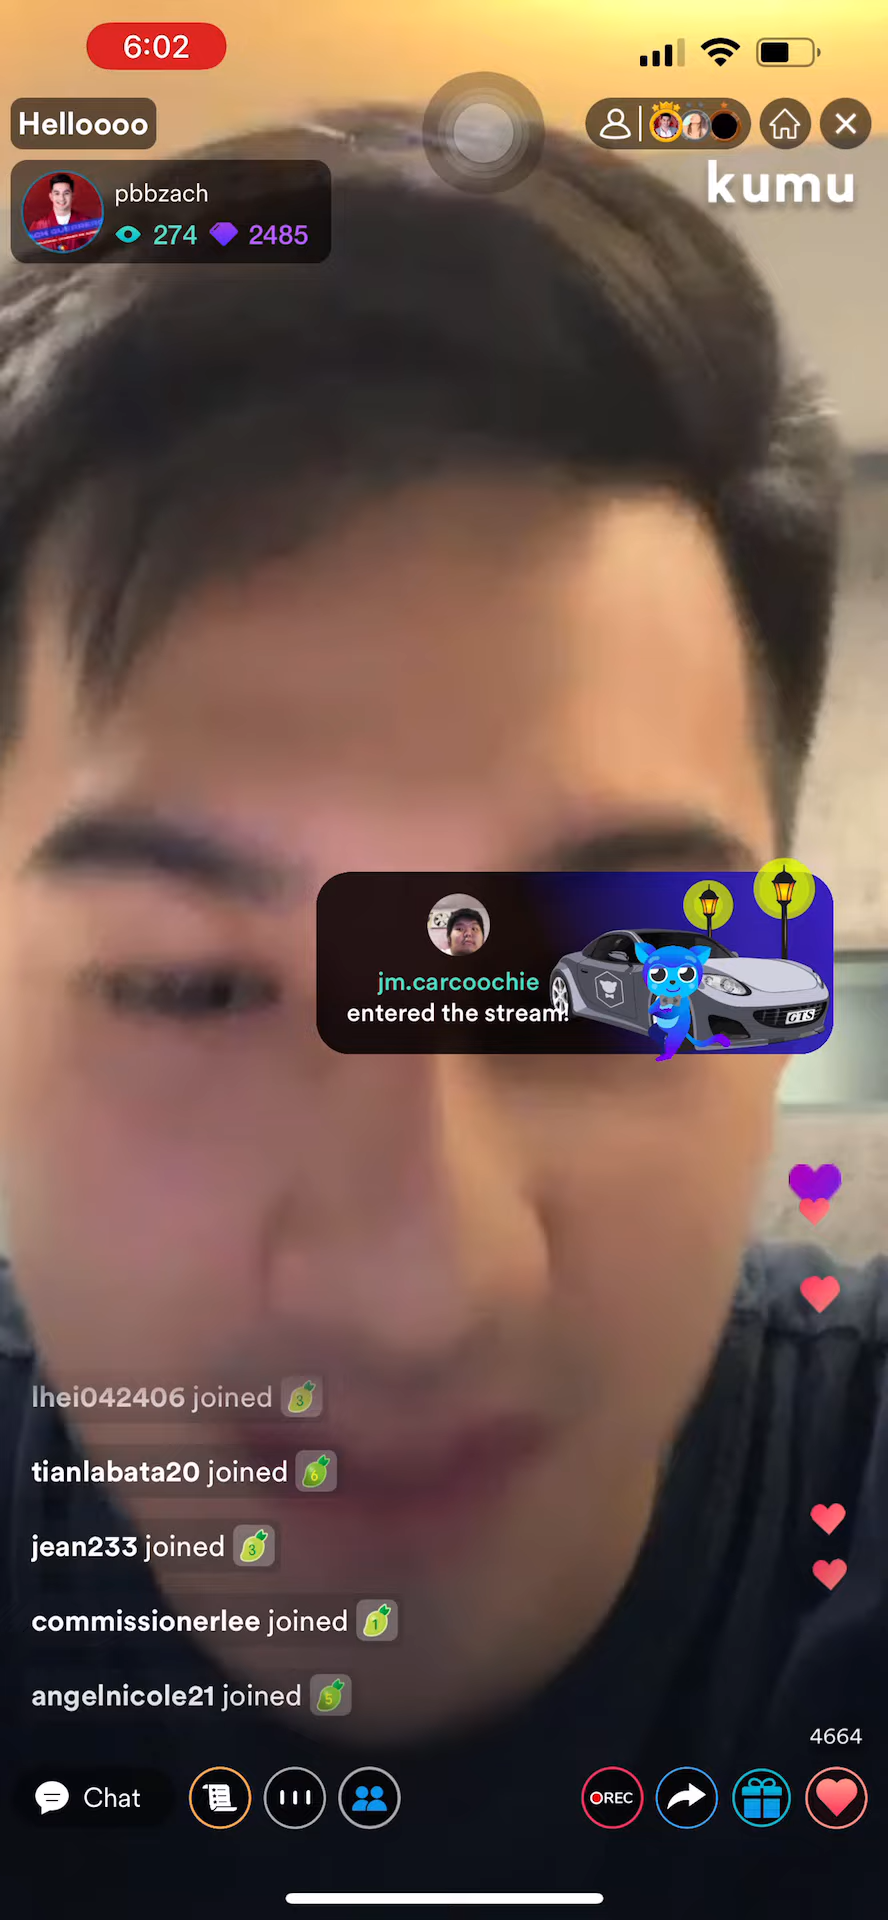 6:02
Helloooo
kumu
pbbzach
274 2485
jm.carcoochie
entered the stream!
GTS
lhei042406 joined 3
tianlabata20 joined 6
jean233 joined 3
commissionerlee joined 1
angelnicole21 joined 5
4664
Chat
REC